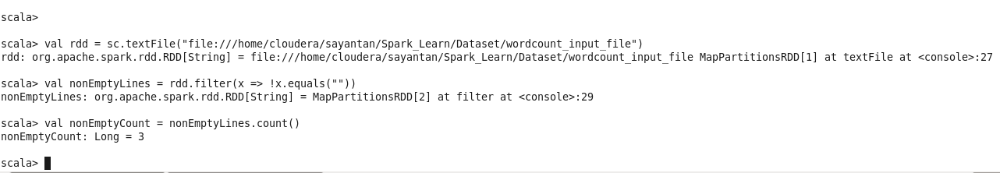 scala>
scala> val rdd = sc.textFile("file:///home/cloudera/sayantan/Spark_Learn/Dataset/wordcount_input_file")
rdd: org.apache.spark.rdd.RDD[String] = file:///home/cloudera/sayantan/Spark_Learn/Dataset/wordcount_input_file MapPartitionsRDD[1] at textFile at <console>:27
scala> val nonEmptyLines = rdd.filter(x => !x.equals(""))
nonEmptyLines: org.apache.spark.rdd.RDD[String] = MapPartitionsRDD[2] at filter at <console>:29
scala> val nonEmptyCount = nonEmptyLines.count()
nonEmptyCount: Long = 3
scala>